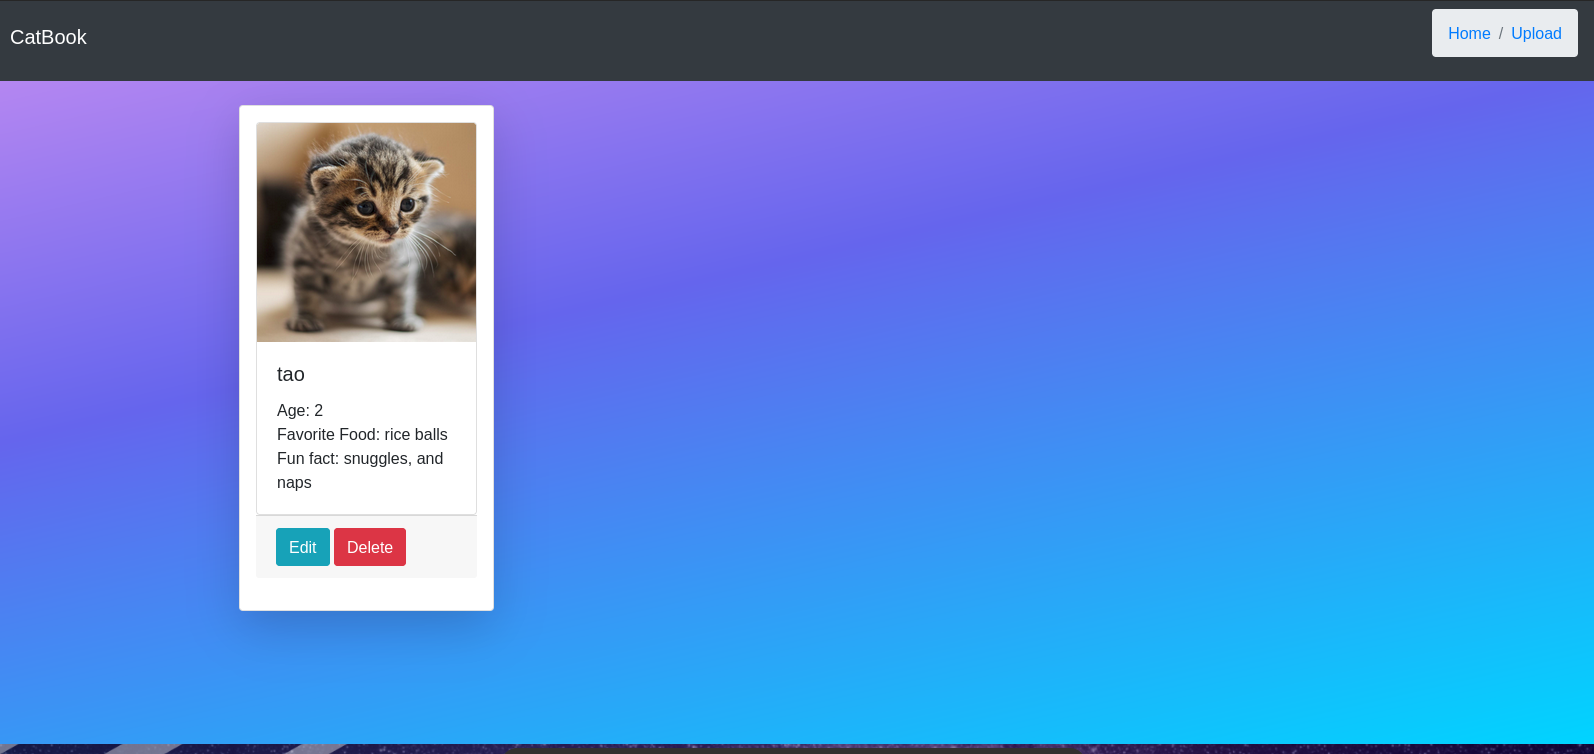 CatBook
Home / Upload
tao
Age: 2
Favorite Food: rice balls
Fun fact: snuggles, and
naps
Edit Delete